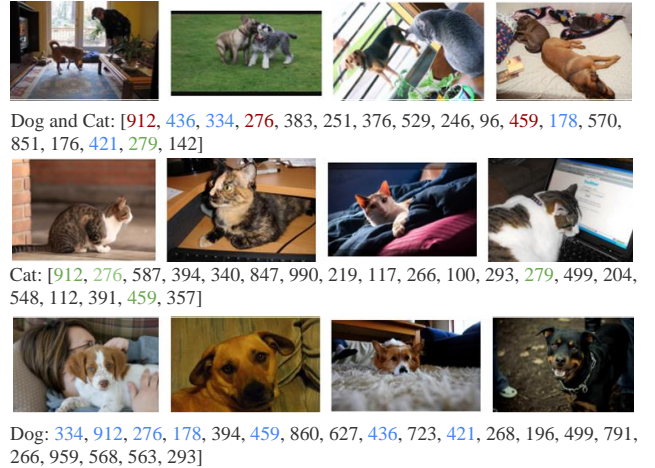 Dog and Cat: [912, 436, 334, 276, 383, 251, 376, 529, 246, 96, 459, 178, 570,
851, 176, 421, 279, 142]
Cat: [912, 276, 587, 394, 340, 847, 990, 219, 117, 266, 100, 293, 279, 499, 204,
548, 112, 391, 459, 357]
Dog: 334, 912, 276, 178, 394, 459, 860, 627, 436, 723, 421, 268, 196, 499, 791,
266, 959, 568, 563, 293]